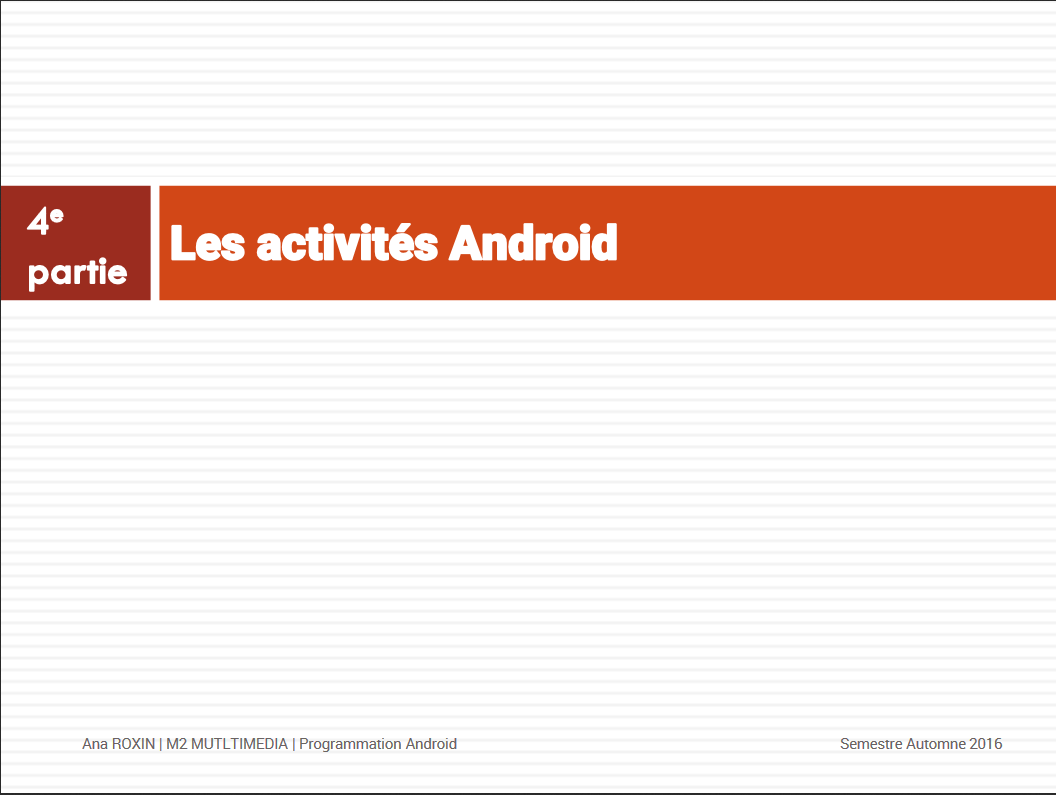 4e
partie
Les activités Android
Ana ROXIN | M2 MUTLTIMEDIA | Programmation Android
Semestre Automne 2016